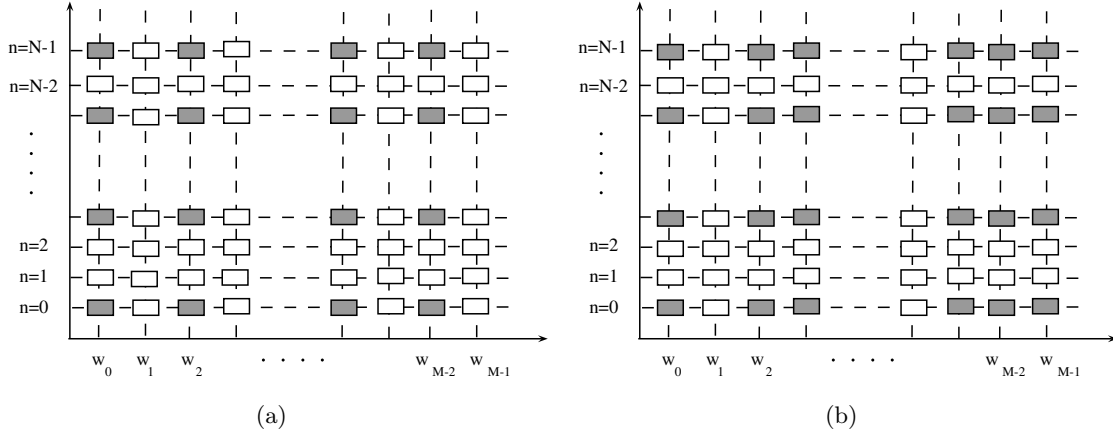 n=N-1
n=N-2
n=2
n=1
n=0
w0 w1 w2 . . . . wM-2 wM-1
(a)
n=N-1
n=N-2
n=2
n=1
n=0
w0 w1 w2 . . . . wM-2 wM-1
(b)